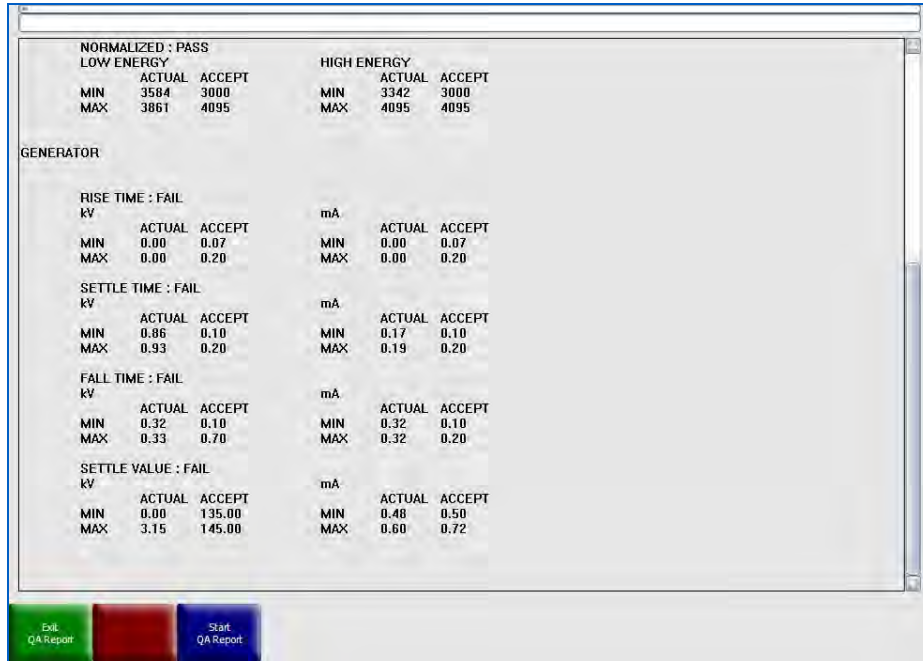 NORMALIZED : PASS
LOW ENERGY HIGH ENERGY
ACTUAL ACCEPT ACTUAL ACCEPT
MIN 3584 3000 MIN 3342 3000
MAX 3861 4095 MAX 4095 4095
GENERATOR
RISE TIME : FAIL
kV mA
ACTUAL ACCEPT ACTUAL ACCEPT
MIN 0.00 0.07 MIN 0.00 0.07
MAX 0.00 0.20 MAX 0.00 0.20
SETTLE TIME : FAIL
kV mA
ACTUAL ACCEPT ACTUAL ACCEPT
MIN 0.86 0.10 MIN 0.17 0.10
MAX 0.93 0.20 MAX 0.19 0.20
FALL TIME : FAIL
kV mA
ACTUAL ACCEPT ACTUAL ACCEPT
MIN 0.32 0.10 MIN 0.32 0.10
MAX 0.33 0.70 MAX 0.32 0.20
SETTLE VALUE : FAIL
kV mA
ACTUAL ACCEPT ACTUAL ACCEPT
MIN 0.00 135.00 MIN 0.48 0.50
MAX 3.15 145.00 MAX 0.60 0.72
Exit Start
QA Report QA Report